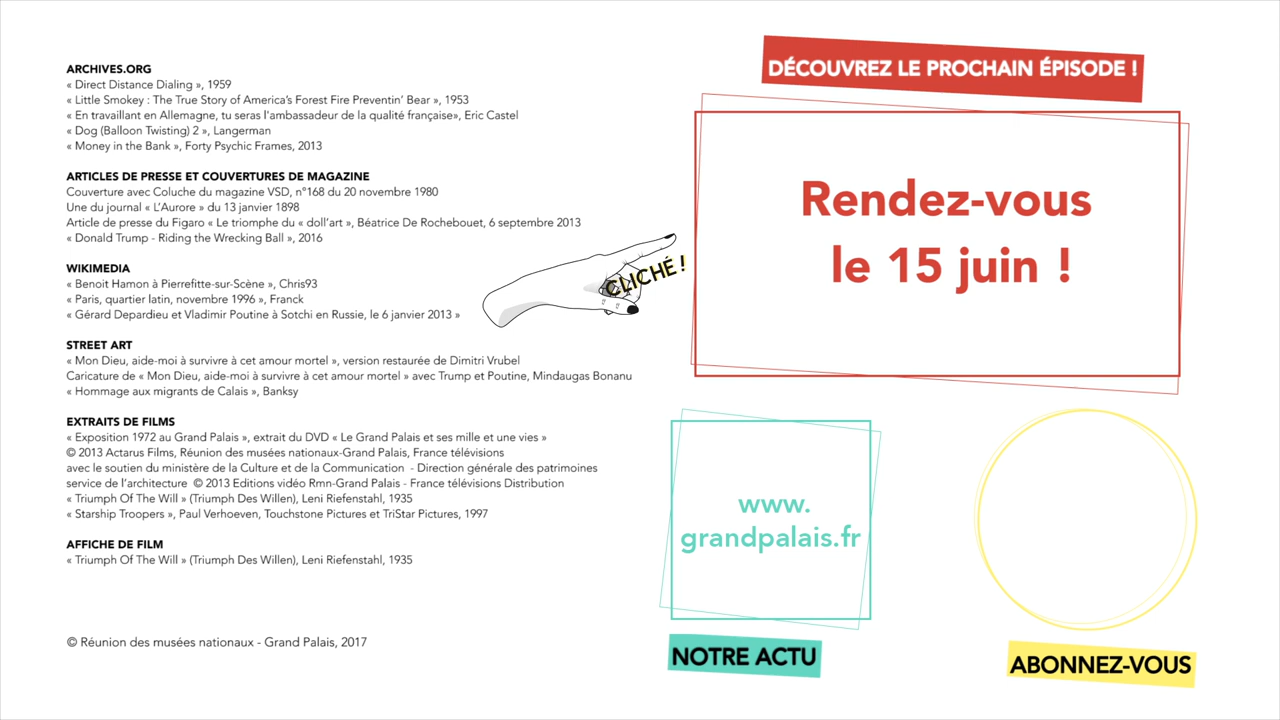 ARCHIVES.ORG
« Direct Distance Dialing », 1959
« Little Smokey : The True Story of America's Forest Fire Preventin' Bear », 1953
« En travaillant en Allemagne, tu seras l'ambassadeur de la qualité française», Eric Castel
« Dog (Balloon Twisting) 2 », Langerman
« Money in the Bank », Forty Psychic Frames, 2013
ARTICLES DE PRESSE ET COUVERTURES DE MAGAZINE
Couverture avec Coluche du magazine VSD, n°168 du 20 novembre 1980
Une du journal « L'Aurore » du 13 janvier 1898
Article de presse du Figaro « Le triomphe du « doll'art », Béatrice De Rochebouet, 6 septembre 2013
« Donald Trump - Riding the Wrecking Ball », 2016
WIKIMEDIA
« Benoit Hamon à Pierefitte-sur-Scène », Chris93
« Paris, quartier latin, novembre 1996 », Franck
« Gérard Depardieu et Vladimir Poutine à Sotchi en Russie, le 6 janvier 2013 »
STREET ART
« Mon Dieu, aide-moi à survivre à cet amour mortel », version restaurée de Dimitri Vrubel
Caricature de « Mon Dieu, aide-moi à survivre à cet amour mortel » avec Trump et Poutine, Mindaugas Bonanu
« Hommage aux migrants de Calais », Banksy
EXTRAITS DE FILMS
« Exposition 1972 au Grand Palais », extrait du DVD « Le Grand Palais et ses mille et une vies »
© 2013 Actarus Films, Réunion des musées nationaux-Grand Palais, France télévisions
avec le soutien du ministère de la Culture et de la Communication - Direction générale des patrimoines
service de l'architecture © 2013 Editions vidéo Rmn-Grand Palais - France télévisions Distribution
« Triumph Of The Will » (Triumph Des Willen), Leni Riefenstahl, 1935
« Starship Troopers », Paul Verhoeven, Touchstone Pictures et TriStar Pictures, 1997
AFFICHE DE FILM
« Triumph Of The Will » (Triumph Des Willen), Leni Riefenstahl, 1935
© Réunion des musées nationaux - Grand Palais, 2017
CLICHÉ !
DÉCOUVREZ LE PROCHAIN ÉPISODE !
Rendez-vous
le 15 juin !
www.
grandpalais.fr
NOTRE ACTU
ABONNEZ-VOUS